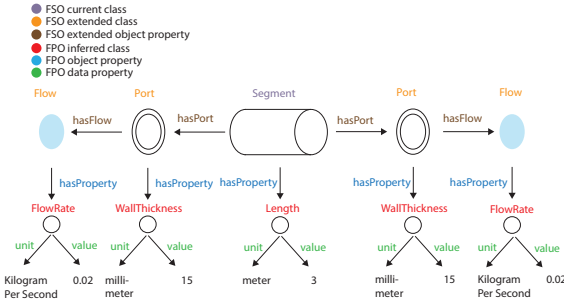 FSO current class
FSO extended class
FSO extended object property
FPO inferred class
FPO object property
FPO data property
Flow Port Segment Port Flow
hasFlow hasPort hasPort hasFlow
hasProperty hasProperty hasProperty hasProperty hasProperty
FlowRate WallThickness Length WallThickness FlowRate
unit value unit value unit value unit value unit value
Kilogram 0.02 milli- 15 meter 3 milli- 15 Kilogram 0.02
Per Second meter meter Per Second